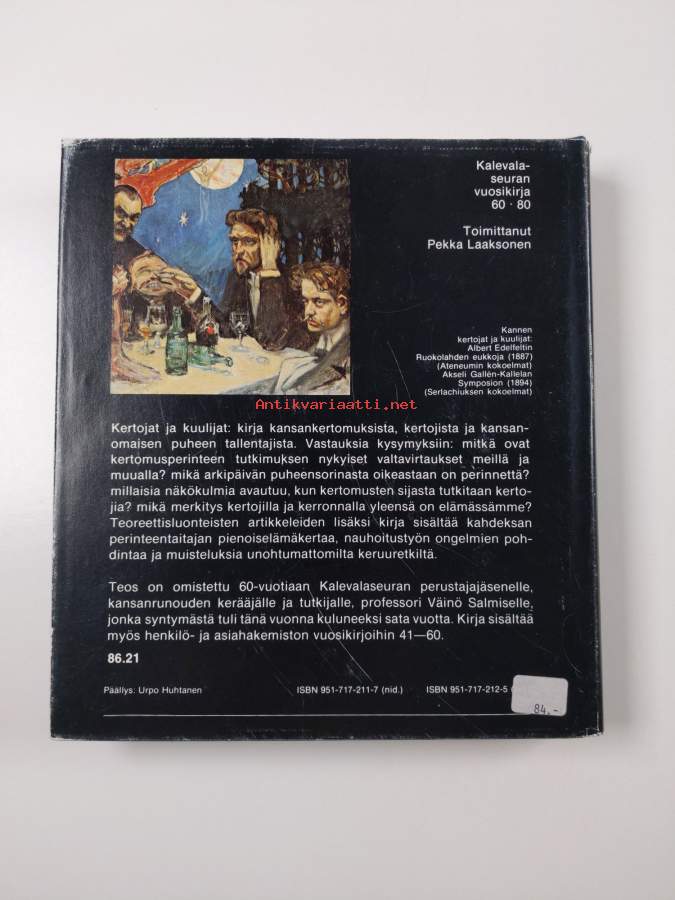 Kalevala-
seuran
vuosikirja
60 · 80
Toimittanut
Pekka Laaksonen
Kannen
kertojat ja kuulijat:
Albert Edelfeltin
Ruokolahden eukkoja (1887)
(Ateneumin kokoelmat)
Akseli Gallén-Kallelan
Symposion (1894)
(Serlachiuksen kokoelmat)
Antikvariaatti.net
Kertojat ja kuulijat: kirja kansankertomuksista, kertojista ja kansan-
omaisen puheen tallentajista. Vastauksia kysymyksiin: mitkä ovat
kertomusperinteen tutkimuksen nykyiset valtavirtaukset meillä ja
muualla? mikä arkipäivän puheensorinasta oikeastaan on perinnettä?
millaisia näkökulmia avautuu, kun kertomusten sijasta tutkitaan kerto-
jia? mikä merkitys kertojilla ja kerronnalla yleensä on elämässämme?
Teoreettisluonteisten artikkeleiden lisäksi kirja sisältää kahdeksan
perinteentaitajan pienoiselämäkertaa, nauhoitustyön ongelmien poh-
dintaa ja muisteluksia unohtumattomilta keruuretkiltä.
Teos on omistettu 60-vuotiaan Kalevalaseuran perustajajäsenelle,
kansanrunouden kerääjälle ja tutkijalle, professori Väinö Salmiselle,
jonka syntymästä tuli tänä vuonna kuluneeksi sata vuotta. Kirja sisältää
myös henkilö- ja asiahakemiston vuosikirjoihin 41—60.
86.21
Päällys: Urpo Huhtanen ISBN 951-717-211-7 (nid.) ISBN 951-717-212-5 (
84,-